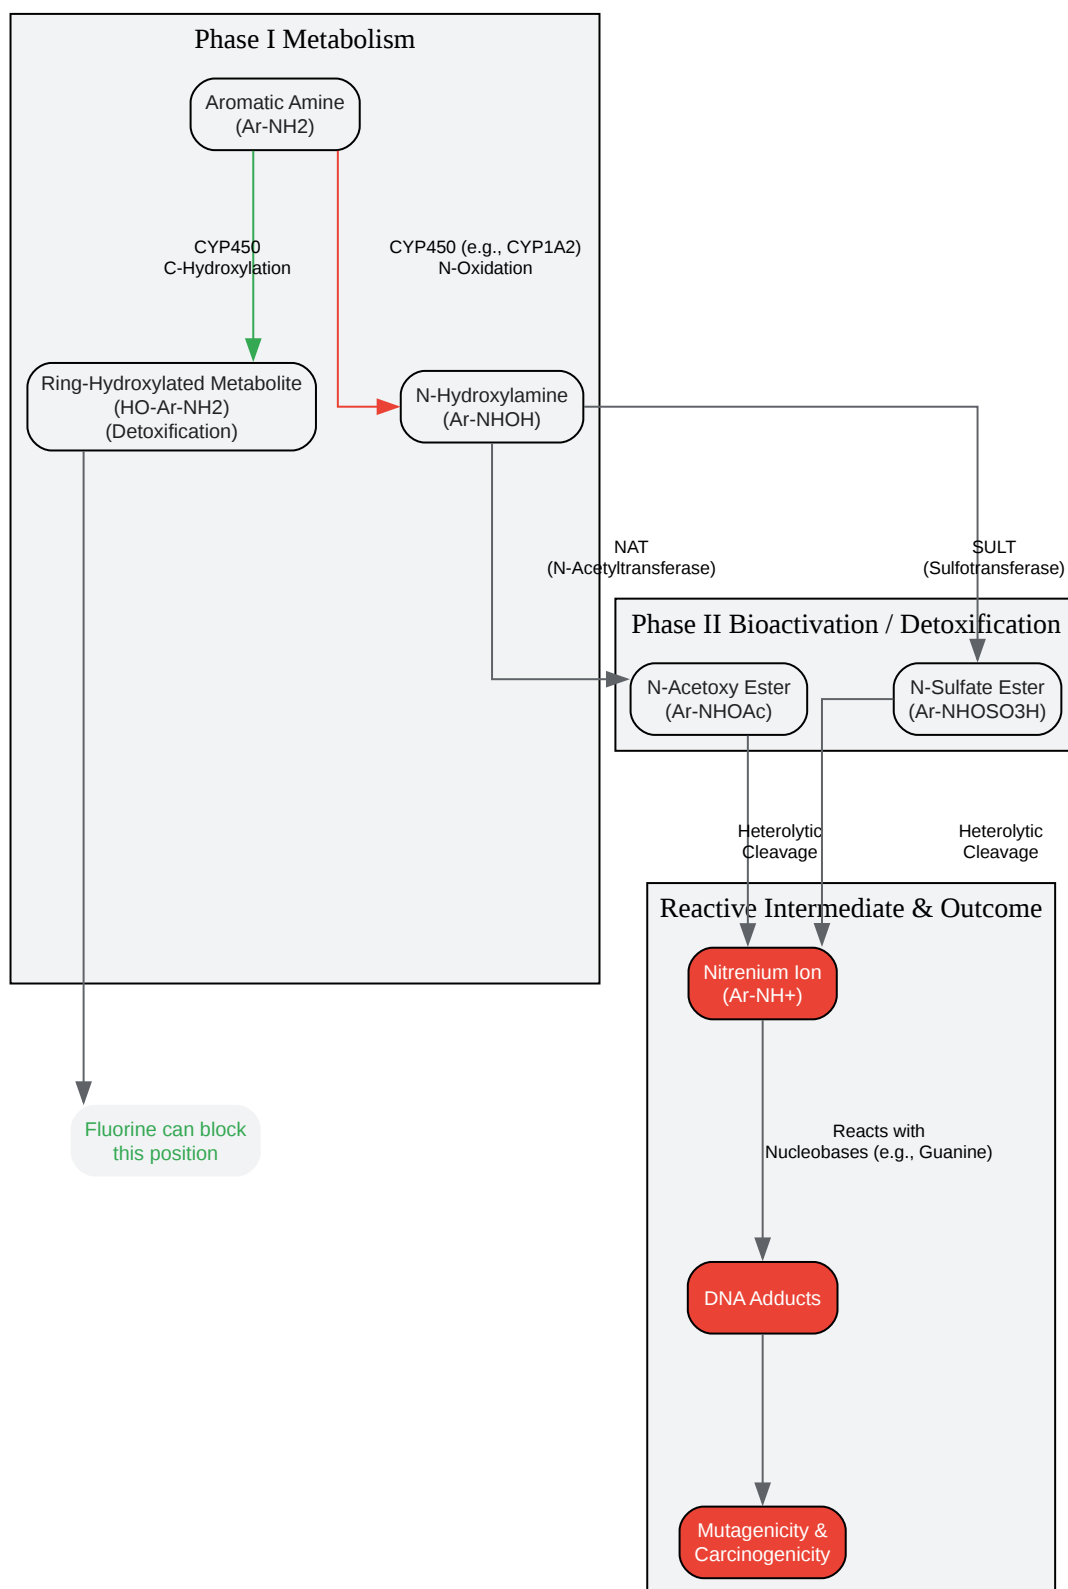 Phase I Metabolism
Aromatic Amine
(Ar-NH2)
CYP450
C-Hydroxylation
CYP450 (e.g., CYP1A2)
N-Oxidation
Ring-Hydroxylated Metabolite
(HO-Ar-NH2)
(Detoxification)
N-Hydroxylamine
(Ar-NHOH)
NAT
(N-Acetyltransferase)
SULT
(Sulfotransferase)
Phase II Bioactivation / Detoxification
N-Acetoxy Ester
(Ar-NHOAc)
N-Sulfate Ester
(Ar-NHOSO3H)
Heterolytic
Cleavage
Heterolytic
Cleavage
Reactive Intermediate & Outcome
Nitrenium Ion
(Ar-NH+)
Fluorine can block
this position
Reacts with
Nucleobases (e.g., Guanine)
DNA Adducts
Mutagenicity &
Carcinogenicity